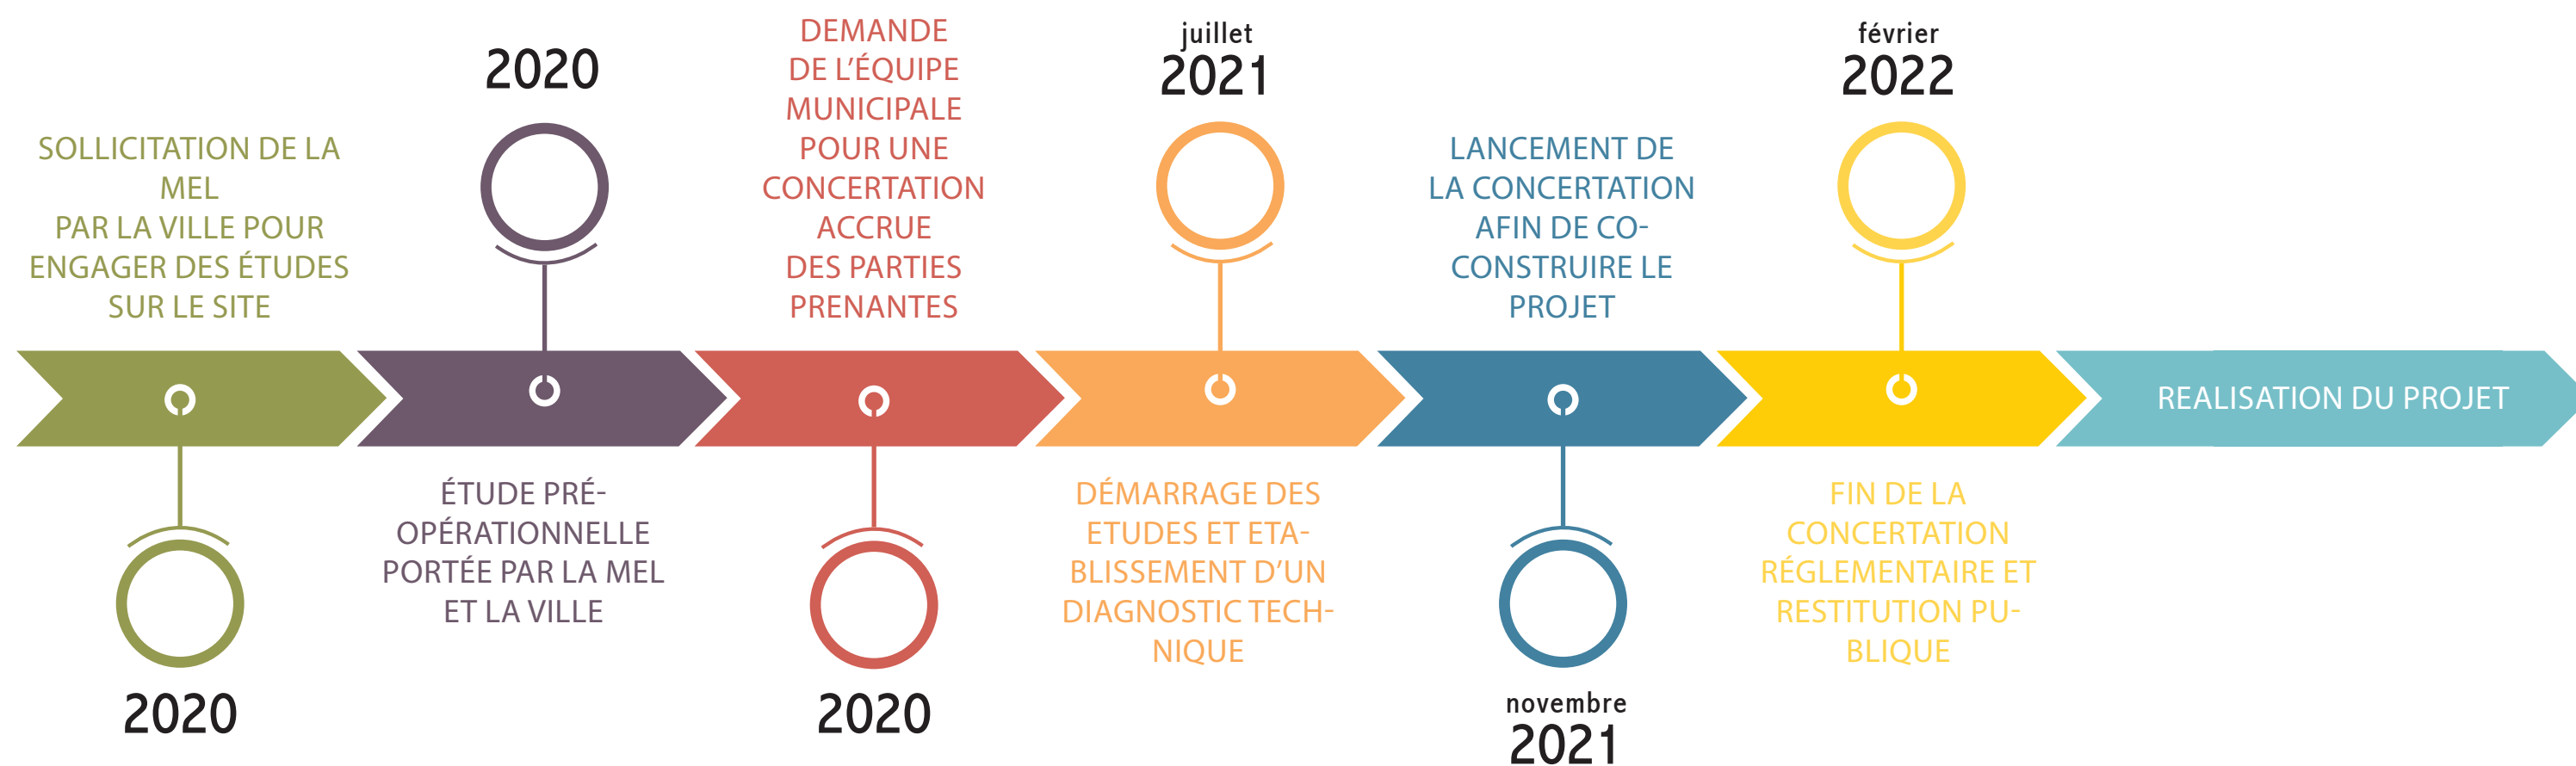 SOLLICITATION DE LA
MEL
PAR LA VILLE POUR
ENGAGER DES ÉTUDES
SUR LE SITE
2020
2020
ÉTUDE PRÉ-
OPÉRATIONNELLE
PORTÉE PAR LA MEL
ET LA VILLE
DEMANDE
DE L’ÉQUIPE
MUNICIPALE
POUR UNE
CONCERTATION
ACCRUE
DES PARTIES
PRENANTES
2020
juillet
2021
DÉMARRAGE DES
ETUDES ET ETA-
BLISSEMENT D’UN
DIAGNOSTIC TECH-
NIQUE
LANCEMENT DE
LA CONCERTATION
AFIN DE CO-
CONSTRUIRE LE
PROJET
novembre
2021
février
2022
FIN DE LA
CONCERTATION
RÉGLEMENTAIRE ET
RESTITUTION PU-
BLIQUE
REALISATION DU PROJET